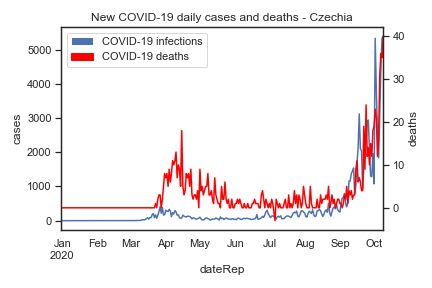 New COVID-19 daily cases and deaths - Czechia
COVID-19 infections
COVID-19 deaths
5000
4000
3000
2000
1000
0
cases
40
30
20
10
0
deaths
Jan Feb Mar Apr May Jun Jul Aug Sep Oct
2020
dateRep